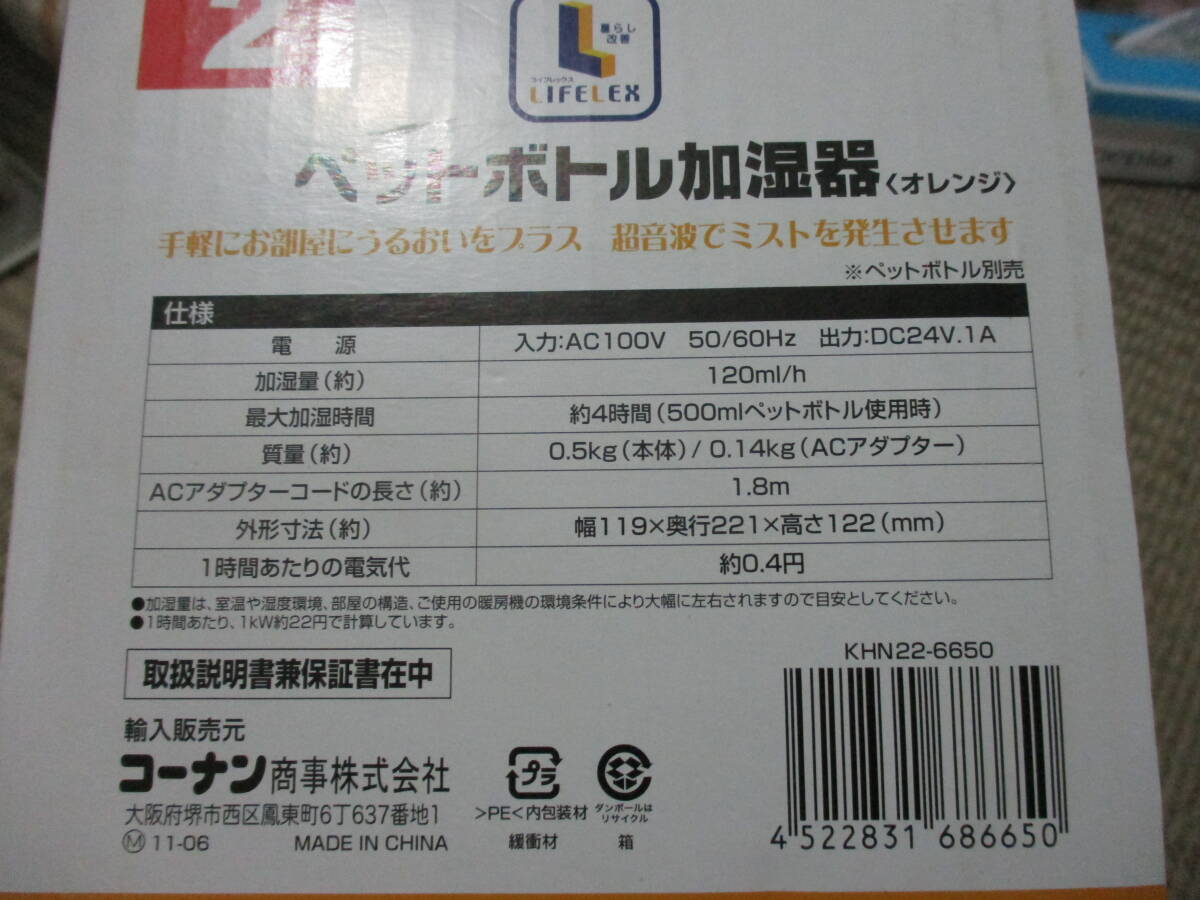 2
暮らし
改善
ライフレックス
LIFELEX
ペットボトル加湿器〈オレンジ〉
手軽にお部屋にうるおいをプラス 超音波でミストを発生させます
※ペットボトル別売
仕様
電 源 入力:AC100V 50/60Hz 出力:DC24V.1A
加湿量(約) 120ml/h
最大加湿時間 約4時間(500mlペットボトル使用時)
質量(約) 0.5kg(本体)/ 0.14kg(ACアダプター)
ACアダプターコードの長さ(約) 1.8m
外形寸法(約) 幅119×奥行221×高さ122(mm)
1時間あたりの電気代 約0.4円
●加湿量は、室温や湿度環境、部屋の構造、ご使用の暖房機の環境条件により大幅に左右されますので目安としてください。
●1時間あたり、1kW約22円で計算しています。
取扱説明書兼保証書在中
KHN22-6650
輸入販売元
コーナン商事株式会社
大阪府堺市西区鳳東町6丁637番地1
Ⓜ 11-06 MADE IN CHINA
プラ
>PE<内包装材
緩衝材
ダンボールは
リサイクル
箱
4 522831 686650